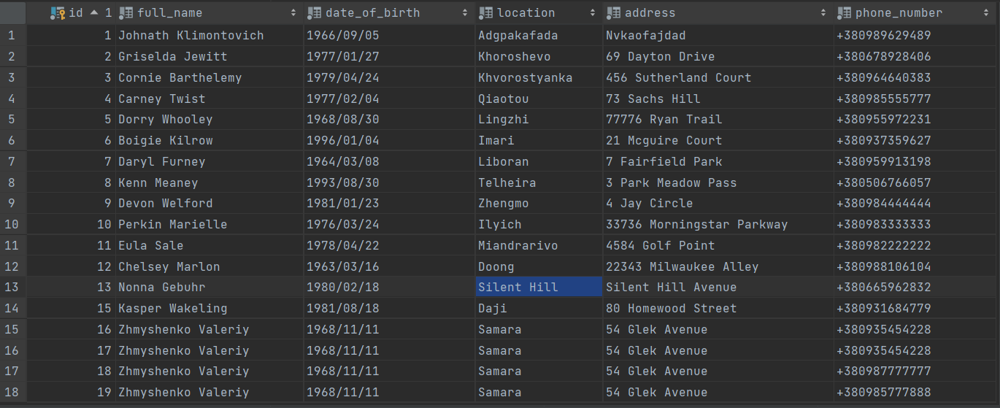 id 1 full_name date_of_birth location address phone_number
1 1 Johnath Klimontovich 1966/09/05 Adgpakafada Nvkaofajdad +380989629489
2 2 Griselda Jewitt 1977/01/27 Khoroshevo 69 Dayton Drive +380678928406
3 3 Cornie Barthelemy 1979/04/24 Khvorostyanka 456 Sutherland Court +380964640383
4 4 Carney Twist 1977/02/04 Qiaotou 73 Sachs Hill +380985555777
5 5 Dorry Whooley 1968/08/30 Lingzhi 77776 Ryan Trail +380955972231
6 6 Boigie Kilrow 1996/01/04 Imari 21 Mcguire Court +380937359627
7 7 Daryl Furney 1964/03/08 Liboran 7 Fairfield Park +380959913198
8 8 Kenn Meaney 1993/08/30 Telheira 3 Park Meadow Pass +380506766057
9 9 Devon Welford 1981/01/23 Zhengmo 4 Jay Circle +380984444444
10 10 Perkin Marielle 1976/03/24 Ilyich 33736 Morningstar Parkway +380983333333
11 11 Eula Sale 1978/04/22 Miandrarivo 4584 Golf Point +380982222222
12 12 Chelsey Marlon 1963/03/16 Doong 22343 Milwaukee Alley +380988106104
13 13 Nonna Gebuhr 1980/02/18 Silent Hill Silent Hill Avenue +380665962832
14 15 Kasper Wakeling 1981/08/18 Daji 80 Homewood Street +380931684779
15 16 Zhmyshenko Valeriy 1968/11/11 Samara 54 Glek Avenue +380935454228
16 17 Zhmyshenko Valeriy 1968/11/11 Samara 54 Glek Avenue +380935454228
17 18 Zhmyshenko Valeriy 1968/11/11 Samara 54 Glek Avenue +380987777777
18 19 Zhmyshenko Valeriy 1968/11/11 Samara 54 Glek Avenue +380985777888